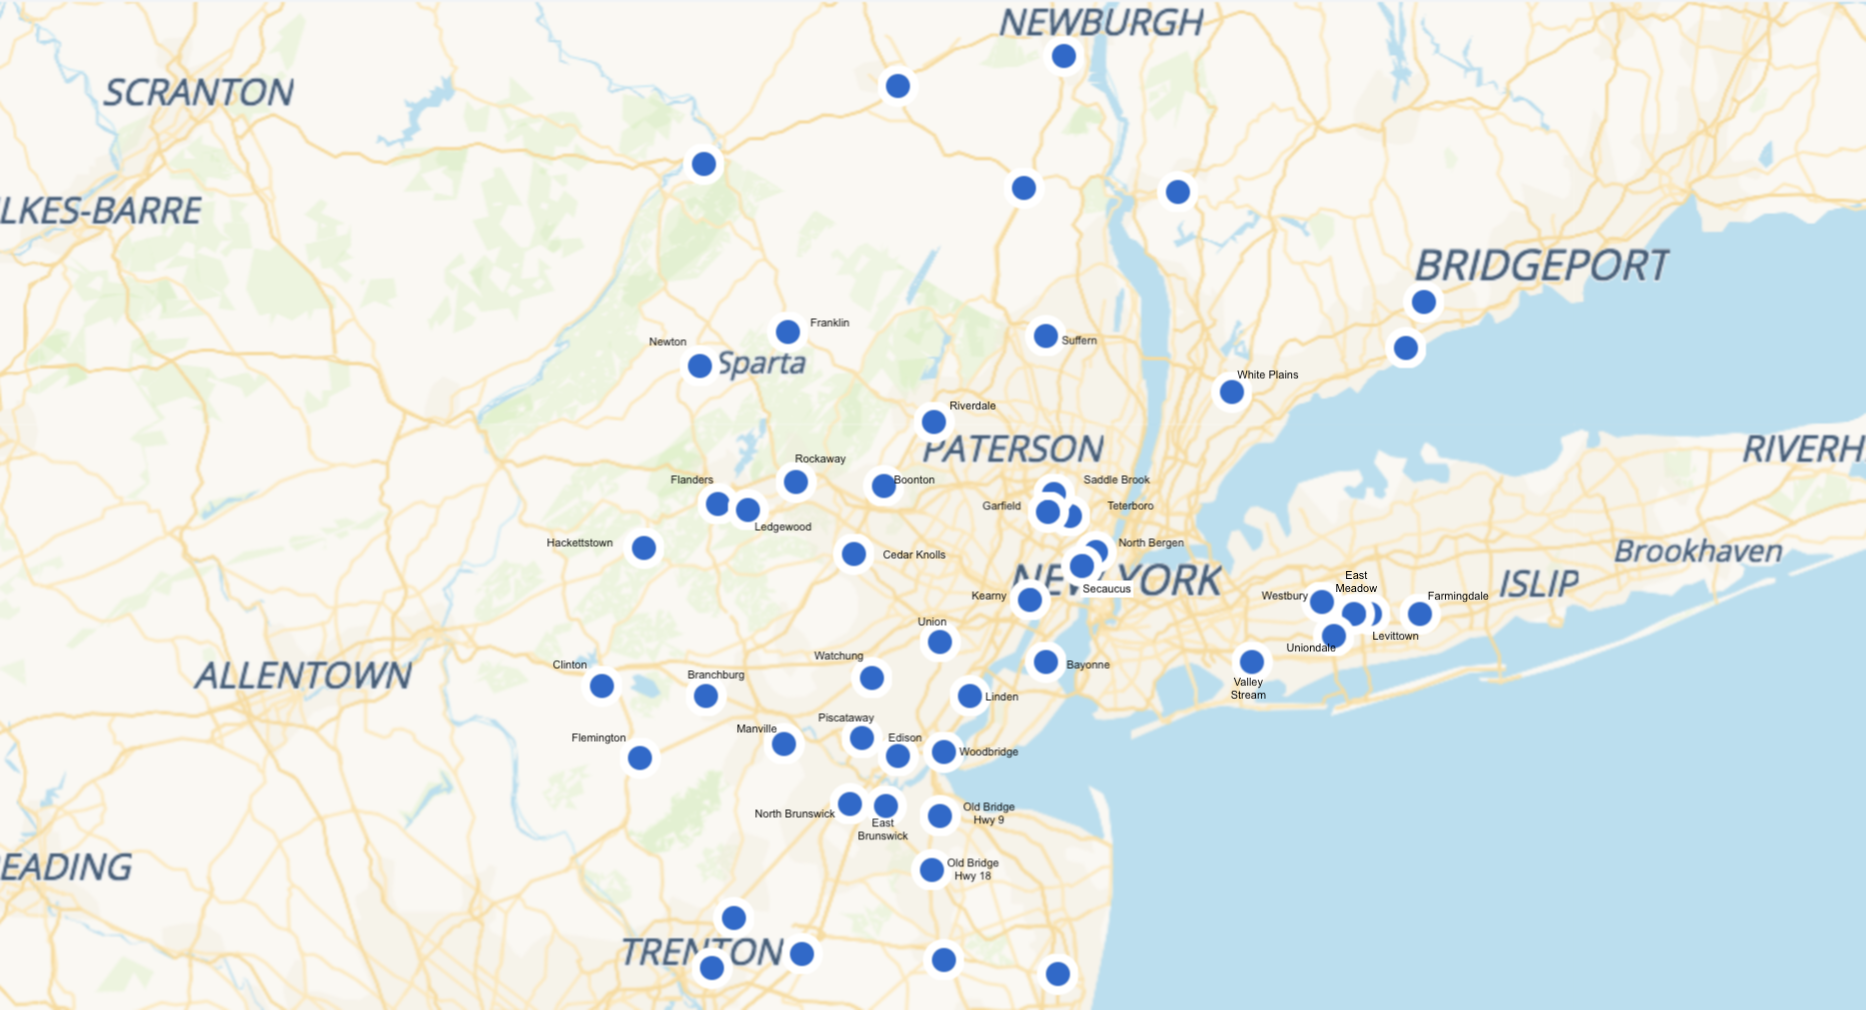 NEWBURGH
SCRANTON
LKES-BARRE
BRIDGEPORT
Franklin
Newton
Sparta
Suffern
White Plains
Riverdale
PATERSON
RIVERH
Rockaway
Flanders
Boonton
Saddle Brook
Garfield
Teterboro
Ledgewood
Hackettstown
Cedar Knolls
North Bergen
Brookhaven
NEW YORK
Secaucus
East
Meadow
ISLIP
Kearny
Westbury
Farmingdale
Union
Levittown
Uniondale
Watchung
Clinton
Bayonne
ALLENTOWN
Branchburg
Valley
Stream
Linden
Piscataway
Manville
Flemington
Edison
Woodbridge
North Brunswick
Old Bridge
Hwy 9
East
Brunswick
EADING
Old Bridge
Hwy 18
TRENTON